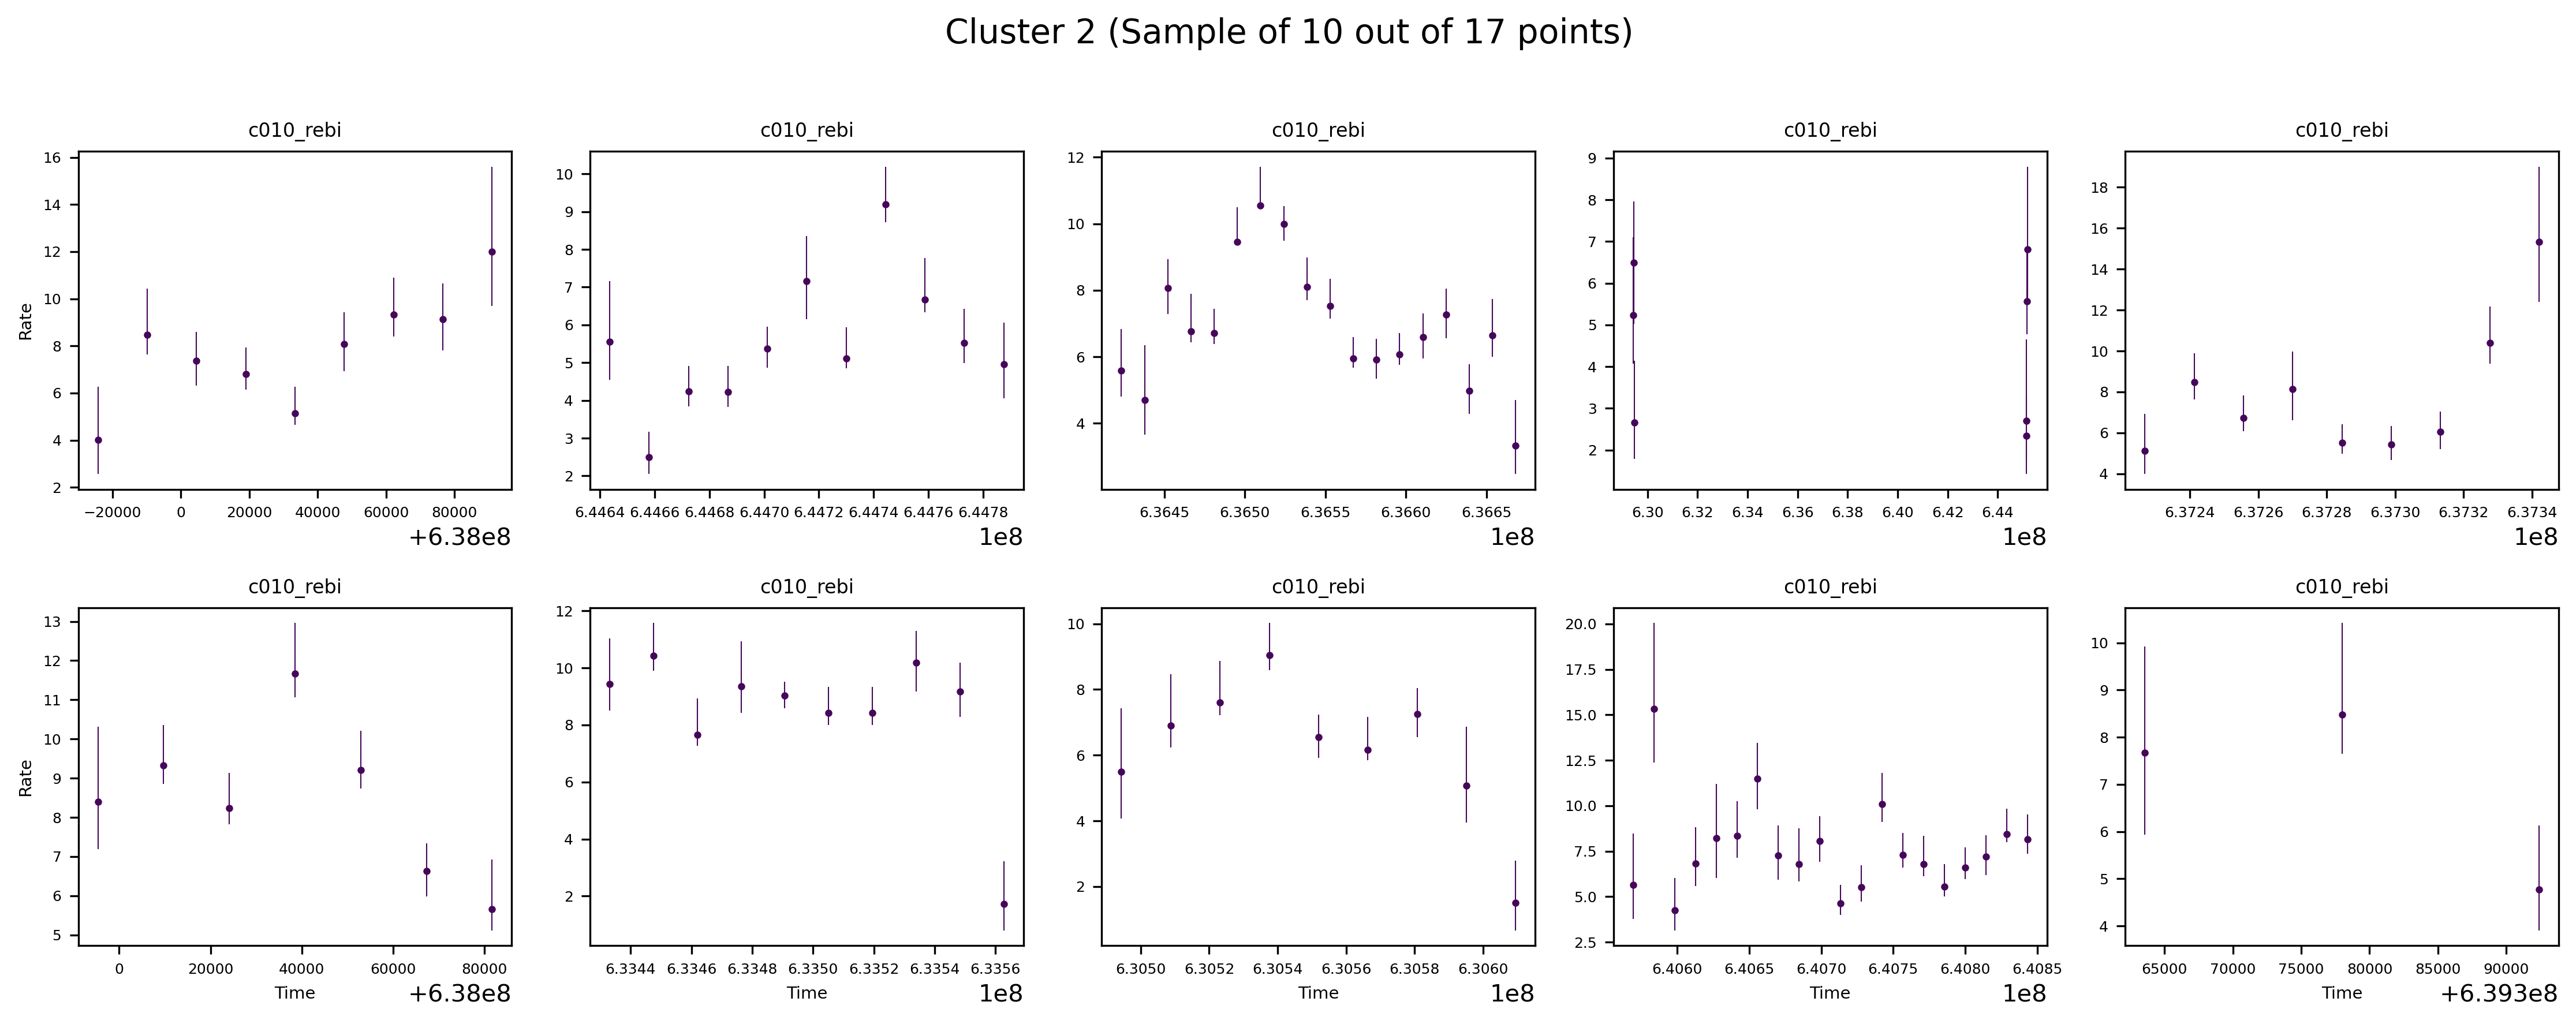 Cluster 2 (Sample of 10 out of 17 points)
c010_rebi c010_rebi c010_rebi c010_rebi c010_rebi
Rate
16
14
12
10
8
6
4
2
−20000 0 20000 40000 60000 80000
+6.38e8
10
9
8
7
6
5
4
3
2
6.4464 6.4466 6.4468 6.4470 6.4472 6.4474 6.4476 6.4478
1e8
12
10
8
6
4
6.3645 6.3650 6.3655 6.3660 6.3665
1e8
9
8
7
6
5
4
3
2
6.30 6.32 6.34 6.36 6.38 6.40 6.42 6.44
1e8
18
16
14
12
10
8
6
4
6.3724 6.3726 6.3728 6.3730 6.3732 6.3734
1e8
c010_rebi c010_rebi c010_rebi c010_rebi c010_rebi
Rate
13
12
11
10
9
8
7
6
5
0 20000 40000 60000 80000
Time
+6.38e8
12
10
8
6
4
2
6.3344 6.3346 6.3348 6.3350 6.3352 6.3354 6.3356
Time
1e8
10
8
6
4
2
6.3050 6.3052 6.3054 6.3056 6.3058 6.3060
Time
1e8
20.0
17.5
15.0
12.5
10.0
7.5
5.0
2.5
6.4060 6.4065 6.4070 6.4075 6.4080 6.4085
Time
1e8
10
9
8
7
6
5
4
65000 70000 75000 80000 85000 90000
Time
+6.393e8